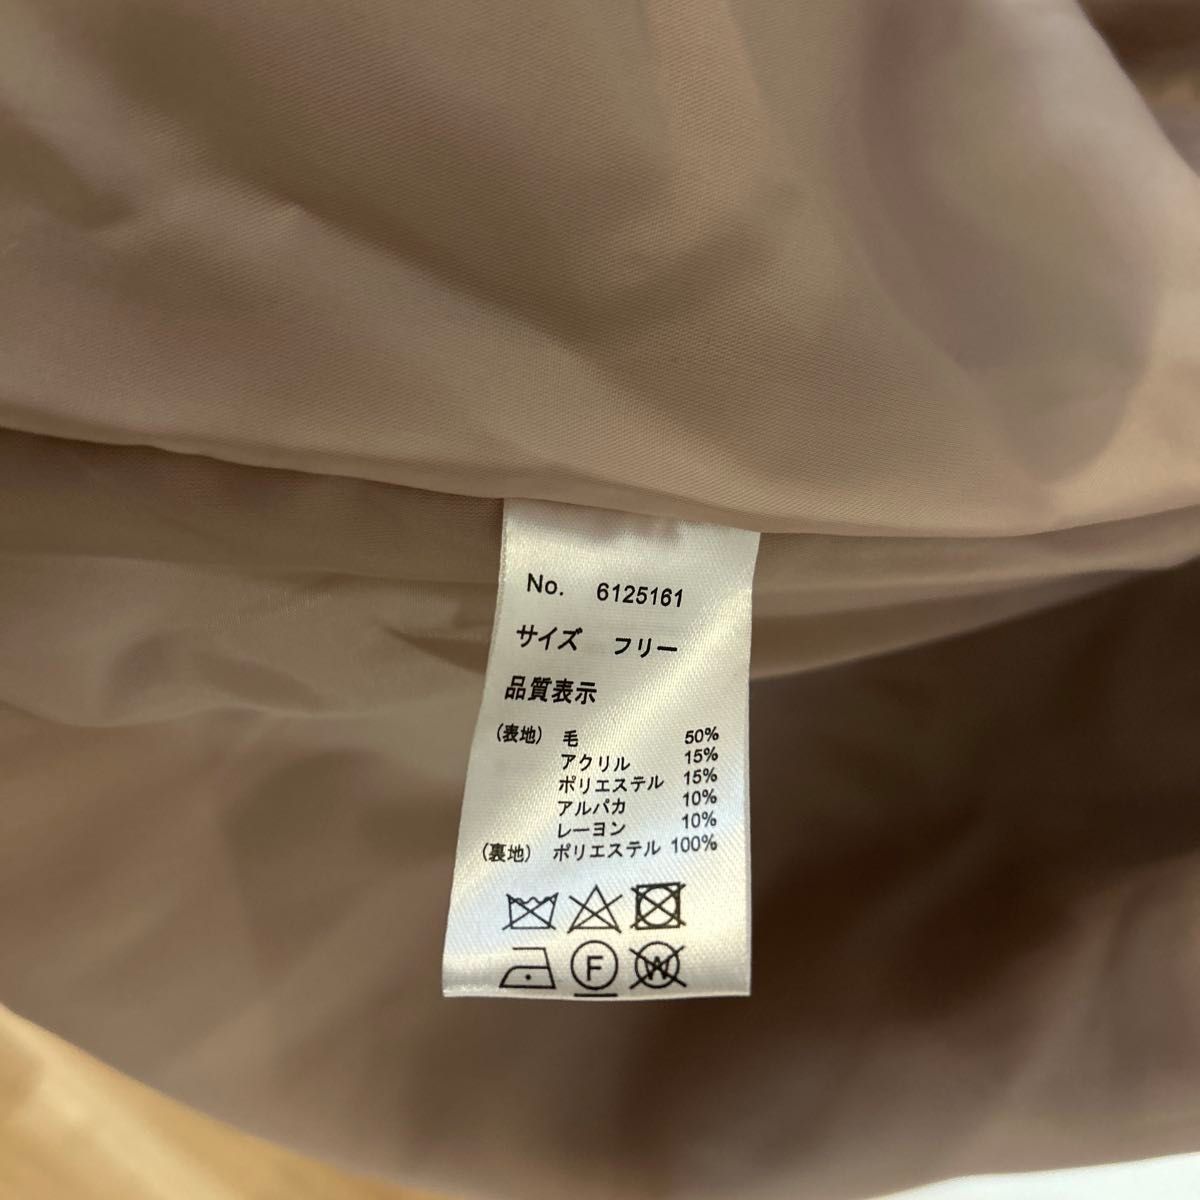 No. 6125161
サイズ フリー
品質表示
(表地) 毛 50%
アクリル 15%
ポリエステル 15%
アルパカ 10%
レーヨン 10%
(裏地) ポリエステル 100%
F W